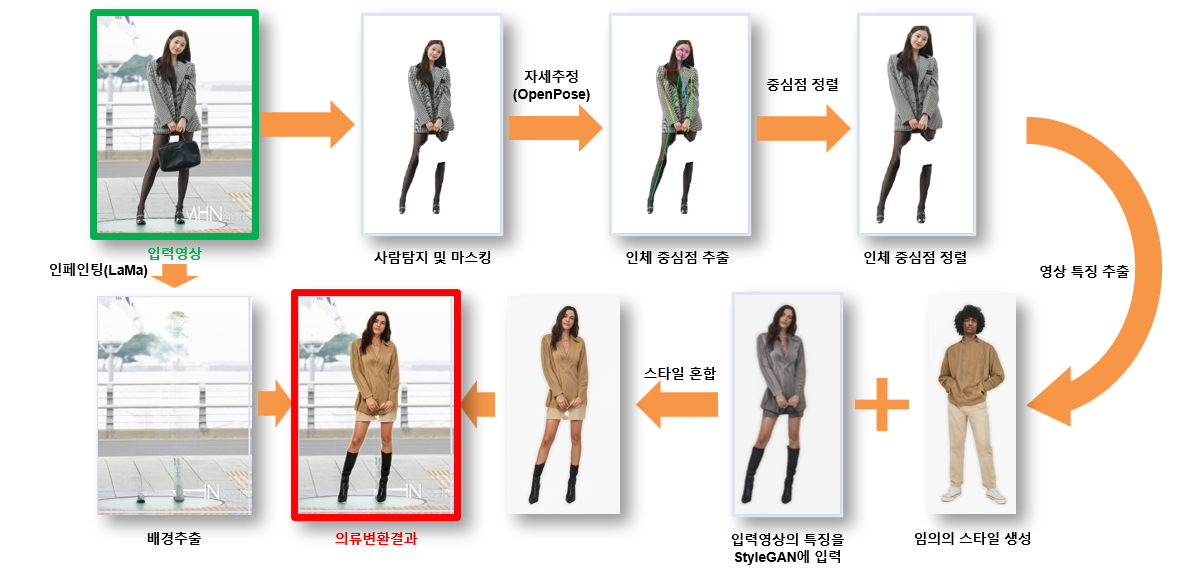 자세추정
(OpenPose)
중심점 정렬
입력영상
사람탐지 및 마스킹
인체 중심점 추출
인체 중심점 정렬
인페인팅(LaMa)
영상 특징 추출
스타일 혼합
배경추출
의류변환결과
입력영상의 특징을
StyleGAN에 입력
임의의 스타일 생성